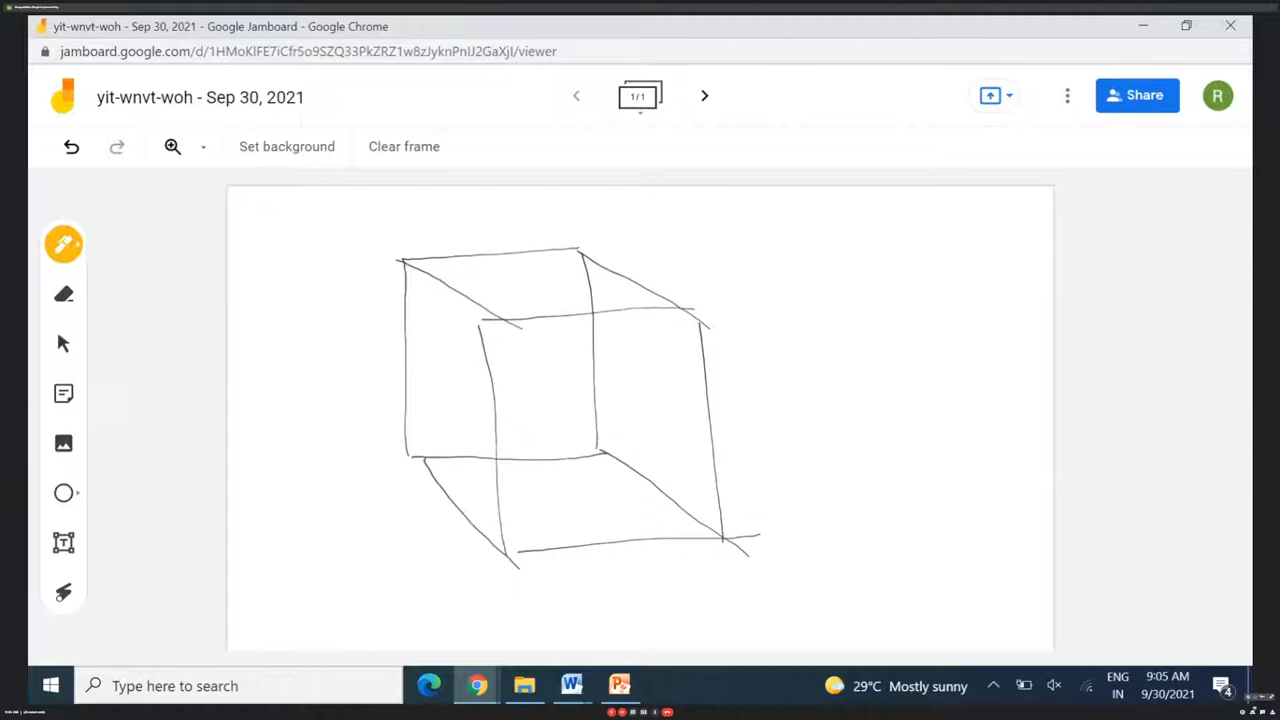 yit-wnvt-woh - Sep 30, 2021 - Google Jamboard - Google Chrome
jamboard.google.com/d/1HMoKlFE7iCfr5o9SZQ33PkZRZ1w8zJyknPnlJ2GaXjI/viewer
yit-wnvt-woh - Sep 30, 2021
1/1
Share
R
Set background
Clear frame
T
Type here to search
29°C Mostly sunny
ENG
IN
9:05 AM
9/30/2021
4